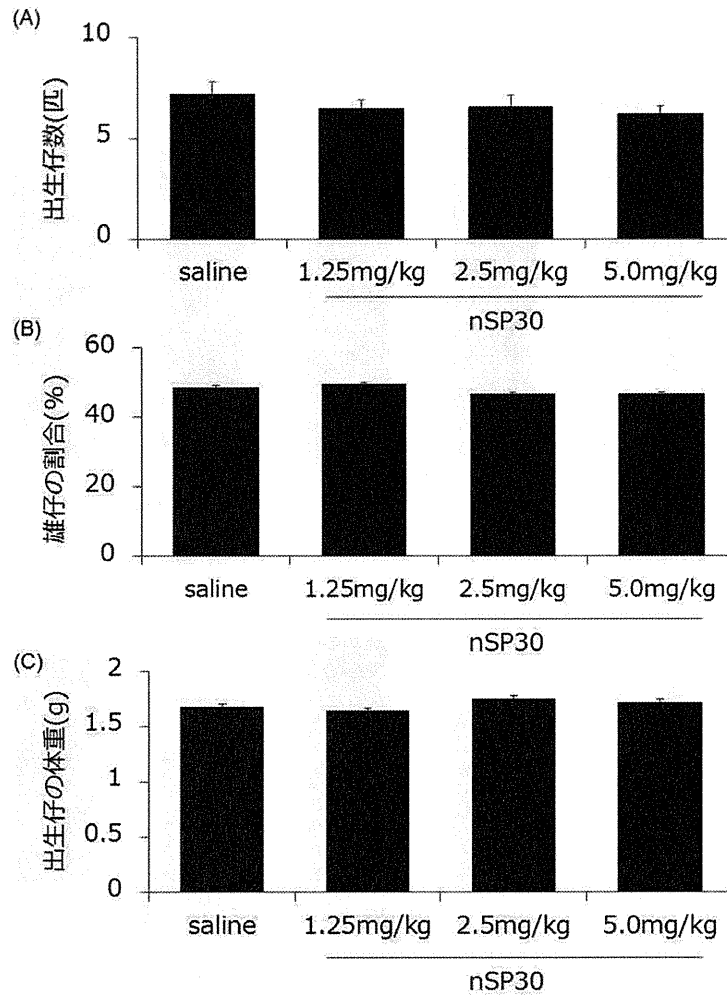 (A)
出生仔数(匹)
10
5
0
saline 1.25mg/kg 2.5mg/kg 5.0mg/kg
nSP30
(B)
雄仔の割合(%)
60
40
20
0
saline 1.25mg/kg 2.5mg/kg 5.0mg/kg
nSP30
(C)
出生仔の体重(g)
2
1.5
1
0.5
0
saline 1.25mg/kg 2.5mg/kg 5.0mg/kg
nSP30